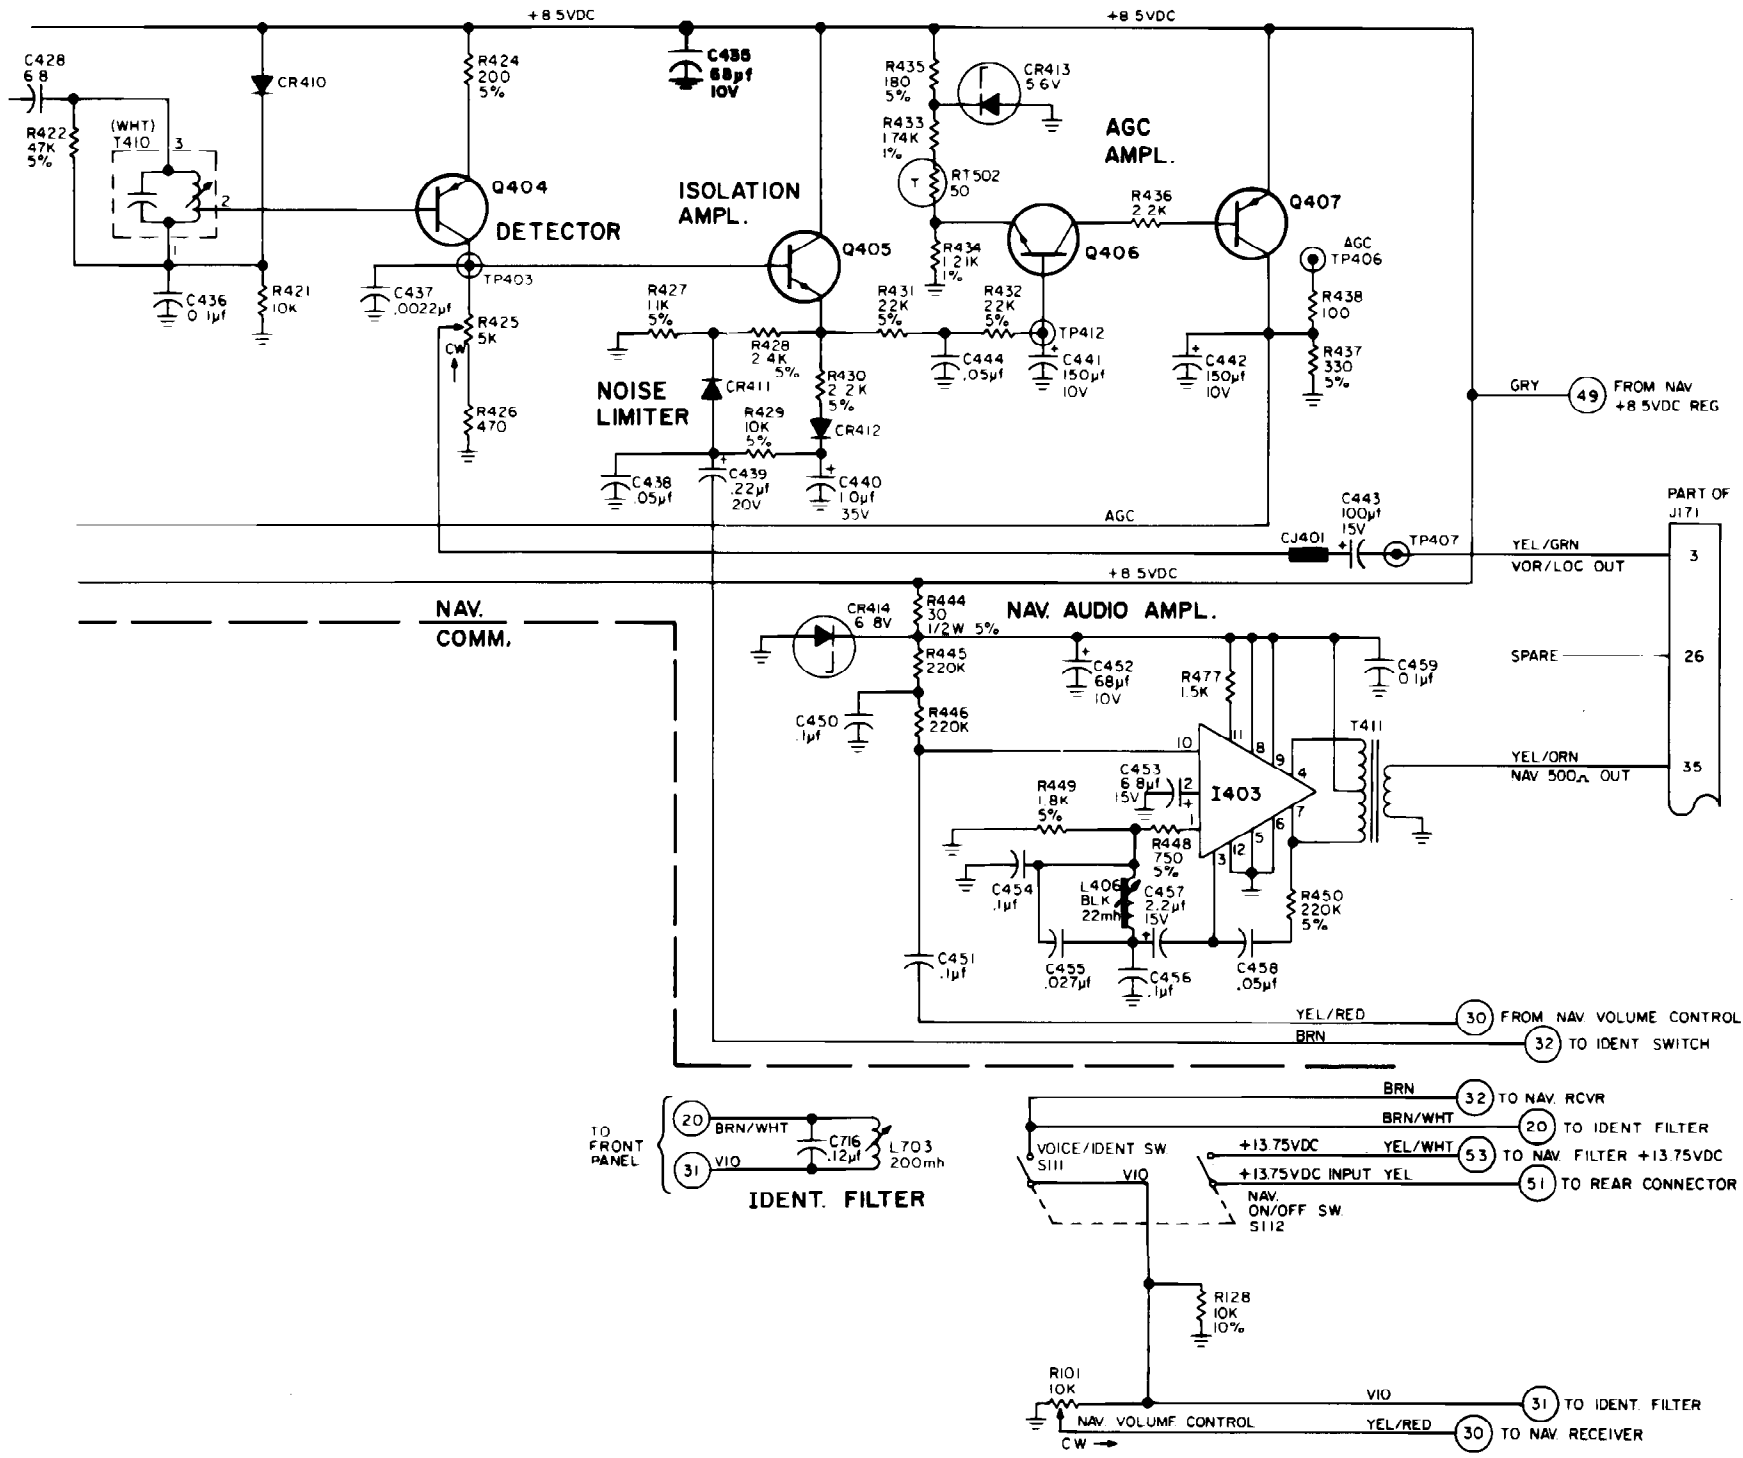 +8.5VDC
+8.5VDC
C428
68
R422
47K
5%
(WHT)
T410
3
2
1
CR410
R424
200
5%
C435
68µf
10V
R435
180
5%
CR413
5.6V
R433
1.74K
1%
T
RT502
50
AGC
AMPL.
Q404
DETECTOR
ISOLATION
AMPL.
Q405
R434
1.21K
1%
Q406
R436
2.2K
Q407
AGC
TP406
R438
100
R437
330
5%
C436
0.1µf
R421
10K
C437
.0022µf
TP403
R425
5K
CW
R426
470
R427
11K
5%
R428
2.4K
5%
R431
22K
5%
R432
22K
5%
TP412
C444
.05µf
C441
150µf
10V
C442
150µf
10V
NOISE
LIMITER
CR411
R429
10K
5%
R430
2.2K
5%
CR412
C438
.05µf
C439
.22µf
20V
C440
1.0µf
35V
GRY
49
FROM NAV
+8.5VDC REG
AGC
C443
100µf
15V
CJ401
TP407
PART OF
J171
YEL/GRN
VOR/LOC OUT
3
+8.5VDC
NAV.
COMM.
CR414
6.8V
R444
30
1/2W 5%
NAV. AUDIO AMPL.
R445
220K
C452
68µf
10V
R477
1.5K
C459
0.1µf
SPARE
26
C450
.1µf
R446
220K
T411
YEL/ORN
NAV 500Ω OUT
35
10
11
8
9
4
7
6
5
12
3
2
1
I403
C453
6.8µf
15V
R449
1.8K
5%
R448
750
5%
C454
.1µf
L406
BLK
22mh
C457
2.2µf
15V
R450
220K
5%
C451
.1µf
C455
.027µf
C456
.1µf
C458
.05µf
YEL/RED
30
FROM NAV. VOLUME CONTROL
BRN
32
TO IDENT SWITCH
BRN
32
TO NAV. RCVR
BRN/WHT
20
TO IDENT FILTER
TO
FRONT
PANEL
20
BRN/WHT
31
VIO
C716
.12µf
L703
200mh
IDENT. FILTER
VOICE/IDENT SW.
S111
VIO
+13.75VDC
YEL/WHT
53
TO NAV. FILTER +13.75VDC
+13.75VDC INPUT
YEL
51
TO REAR CONNECTOR
NAV.
ON/OFF SW.
S112
R128
10K
10%
R101
10K
VIO
31
TO IDENT. FILTER
NAV. VOLUME CONTROL
YEL/RED
30
TO NAV. RECEIVER
CW